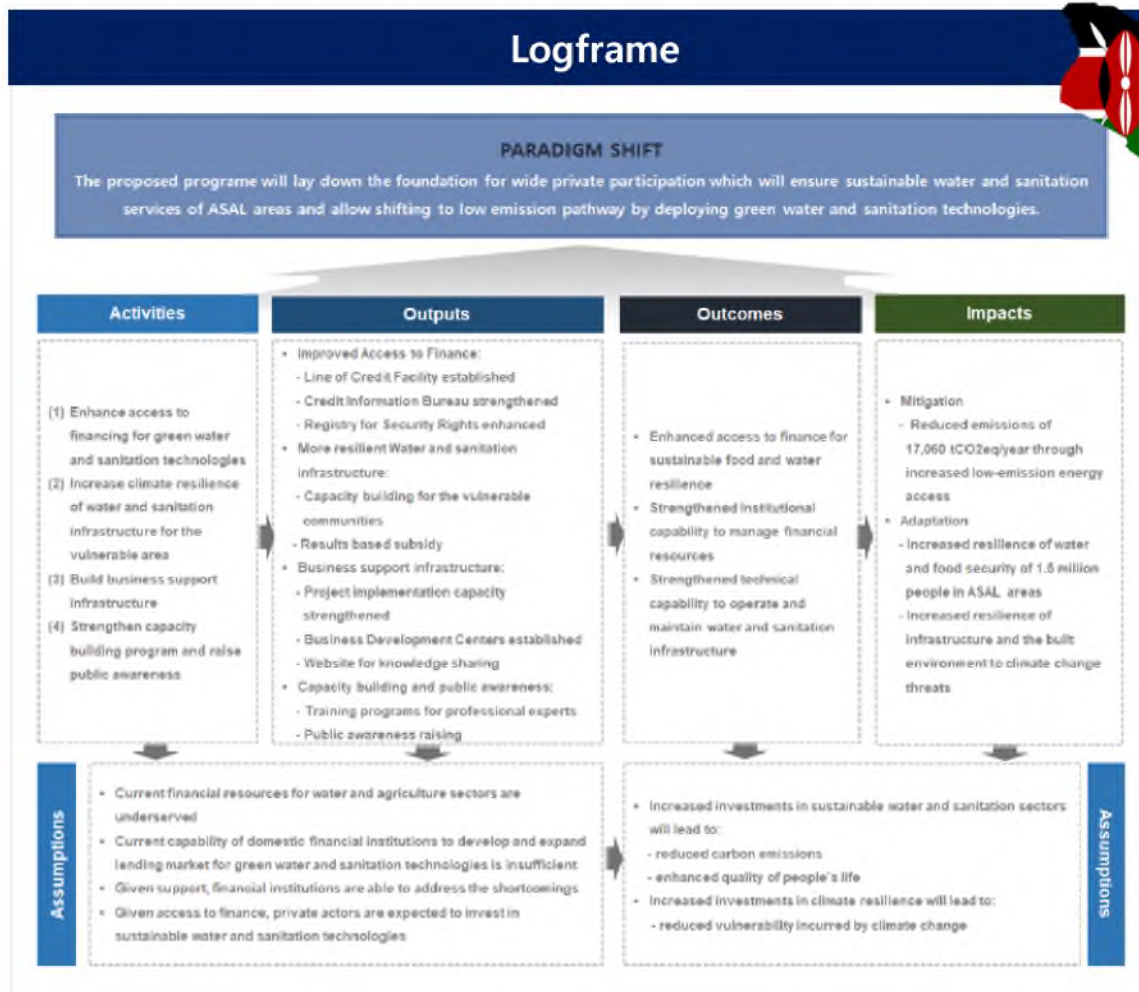 Logframe
PARADIGM SHIFT
The proposed programe will lay down the foundation for wide private participation which will ensure sustainable water and sanitation
services of ASAL areas and allow shifting to low emission pathway by deploying green water and sanitation technologies.
Activities
(1) Enhance access to
financing for green water
and sanitation technologies
(2) Increase climate resilience
of water and sanitation
infrastructure for the
vulnerable area
(3) Build business support
infrastructure
(4) Strengthen capacity
building program and raise
public awareness
Outputs
• Improved Access to Finance:
- Line of Credit Facility established
- Credit Information Bureau strengthened
- Registry for Security Rights enhanced
• More resilient Water and sanitation
infrastructure:
- Capacity building for the vulnerable
communities
- Results based subsidy
• Business support infrastructure:
- Project implementation capacity
strengthened
- Business Development Centers established
- Website for knowledge sharing
• Capacity building and public awareness:
- Training programs for professional experts
- Public awareness raising
Outcomes
• Enhanced access to finance for
sustainable food and water
resilience
• Strengthened institutional
capability to manage financial
resources
• Strengthened technical
capability to operate and
maintain water and sanitation
infrastructure
Impacts
• Mitigation
- Reduced emissions of
17,060 tCO2eq/year through
increased low-emission energy
access
• Adaptation
- Increased resilience of water
and food security of million
people in ASAL areas
- Increased resilience of
infrastructure and the built
environment to climate change
threats
Assumptions
• Current financial resources for water and agriculture sectors are
underserved
• Current capability of domestic financial institutions to develop and expand
lending market for green water and sanitation technologies is insufficient
• Given support, financial institutions are able to address the shortcomings
• Given access to finance, private actors are expected to invest in
sustainable water and sanitation technologies
• Increased investments in sustainable water and sanitation sectors
will lead to:
- reduced carbon emissions
- enhanced quality of people's life
• Increased investments in climate resilience will lead to:
- reduced vulnerability incurred by climate change
Assumptions